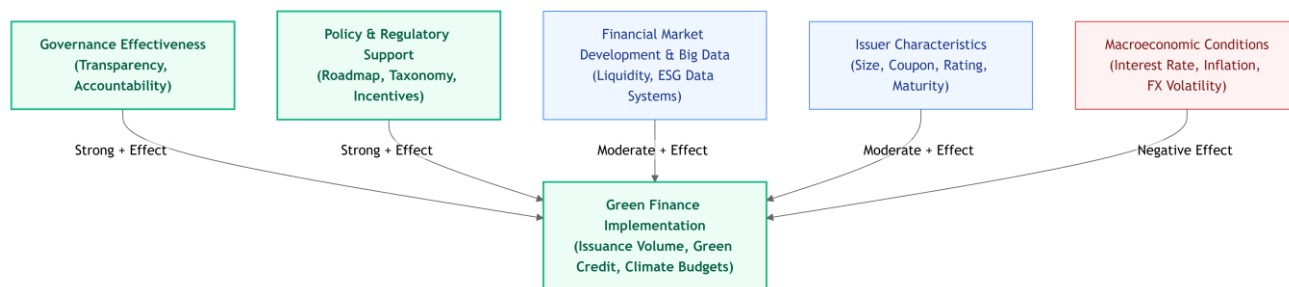 Governance Effectiveness
(Transparency,
Accountability)
Policy & Regulatory
Support
(Roadmap, Taxonomy,
Incentives)
Financial Market
Development & Big Data
(Liquidity, ESG Data
Systems)
Issuer Characteristics
(Size, Coupon, Rating,
Maturity)
Macroeconomic Conditions
(Interest Rate, Inflation,
FX Volatility)
Strong + Effect
Strong + Effect
Moderate + Effect
Moderate + Effect
Negative Effect
Green Finance
Implementation
(Issuance Volume, Green
Credit, Climate Budgets)